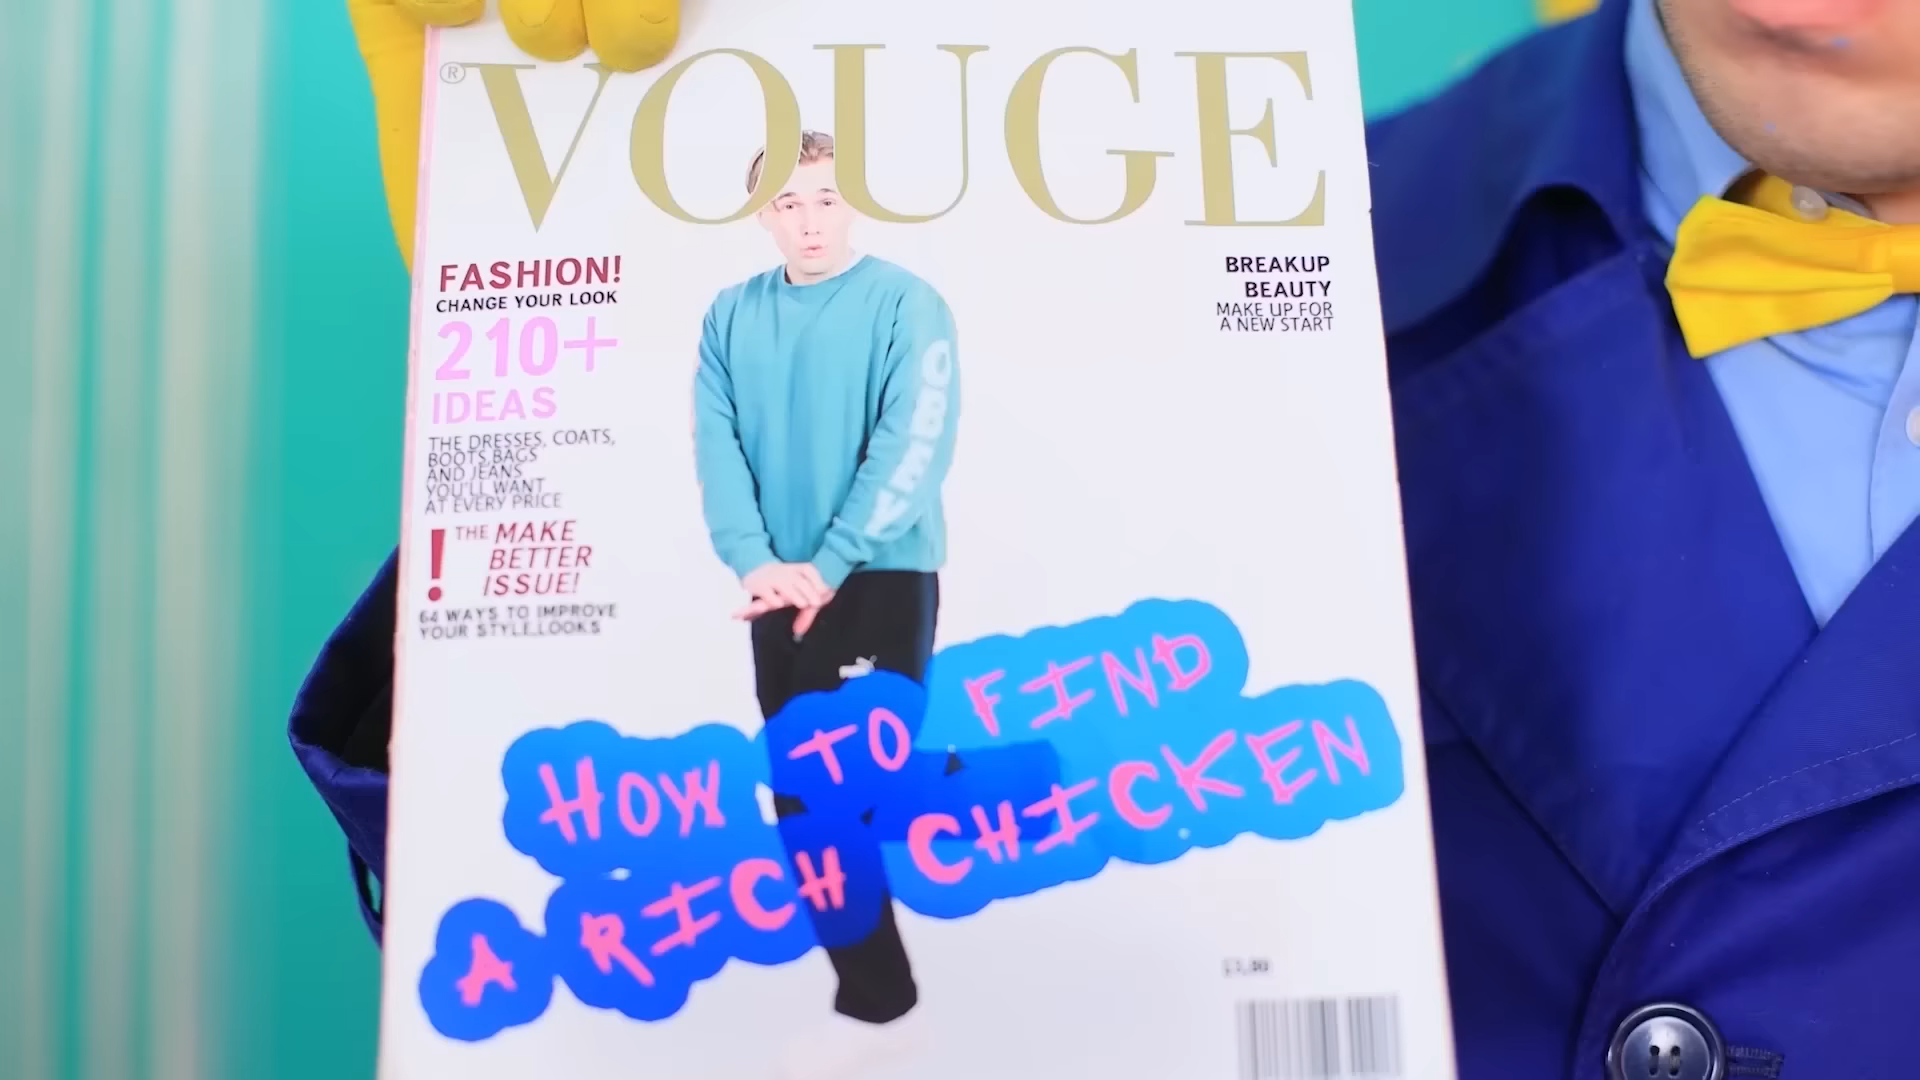 ®VOUGE
FASHION!
CHANGE YOUR LOOK
210+
IDEAS
THE DRESSES, COATS,
BOOTS,BAGS
AND JEANS
YOU'LL WANT
AT EVERY PRICE
! THE MAKE
BETTER
ISSUE!
64 WAYS TO IMPROVE
YOUR STYLE,LOOKS
BREAKUP
BEAUTY
MAKE UP FOR
A NEW START
HOW TO FIND
A RICH CHICKEN